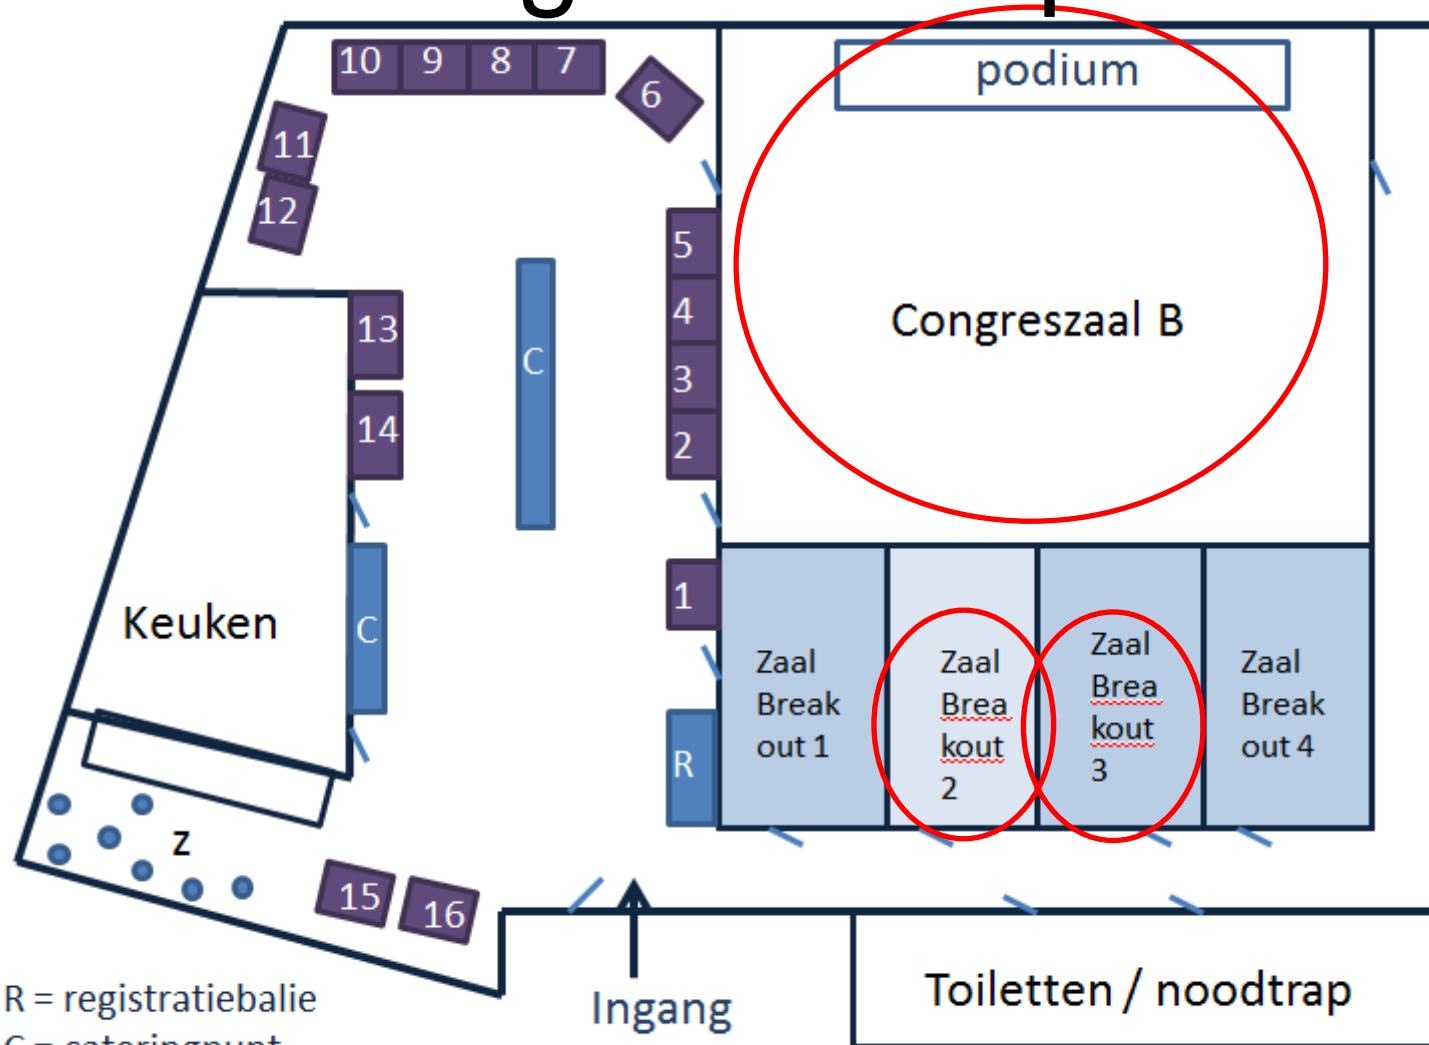 10 9 8 7
6
podium
11
12
5
4
3
2
13
14
C
Congreszaal B
1
Keuken
C
R
Zaal
Break
out 1
Zaal
Brea
kout
2
Zaal
Brea
kout
3
Zaal
Break
out 4
z
15 16
Ingang
Toiletten / noodtrap
R = registratiebalie
C = cateringpunt